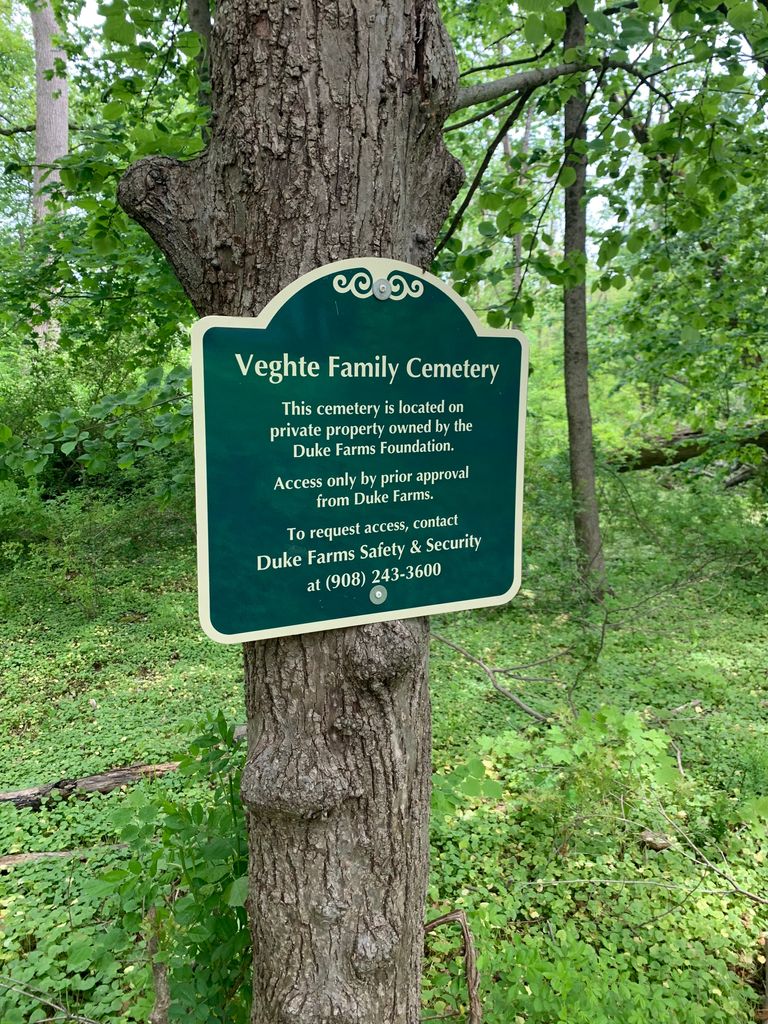 Veghte Family Cemetery
This cemetery is located on
private property owned by the
Duke Farms Foundation.
Access only by prior approval
from Duke Farms.
To request access, contact
Duke Farms Safety & Security
at (908) 243-3600